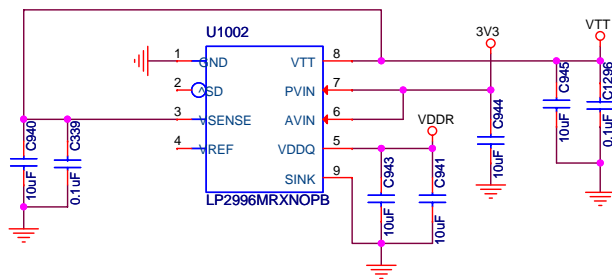 U1002
1 GND
2 SD
3 VSENSE
4 VREF
VTT 8
PVIN 7
AVIN 6
VDDQ 5
SINK 9
LP2996MRXNOPB
3V3
VTT
VDDR
C940
10uF
C339
0.1uF
C943
10uF
C941
10uF
C944
10uF
C945
10uF
C1296
0.1uF